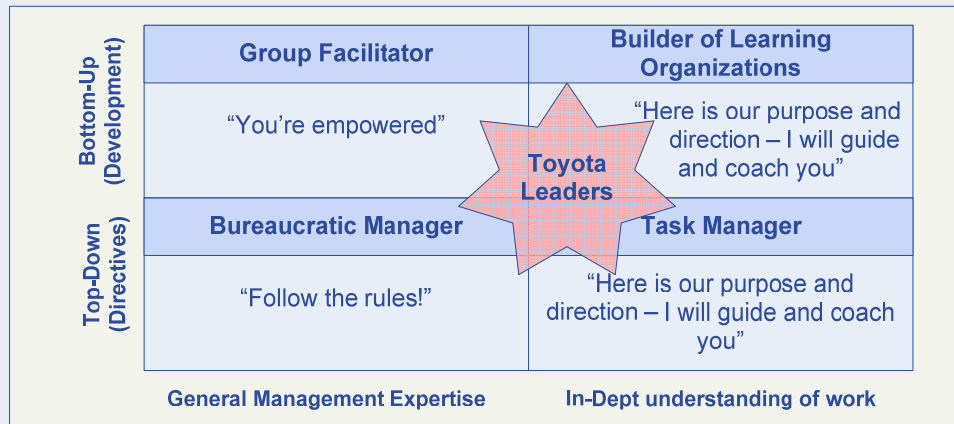 Bottom-Up
(Development)
Group Facilitator
Builder of Learning
Organizations
“You’re empowered”
“Here is our purpose and
direction – I will guide
and coach you”
Toyota
Leaders
Top-Down
(Directives)
Bureaucratic Manager
Task Manager
“Follow the rules!”
“Here is our purpose and
direction – I will guide and coach
you”
General Management Expertise
In-Dept understanding of work